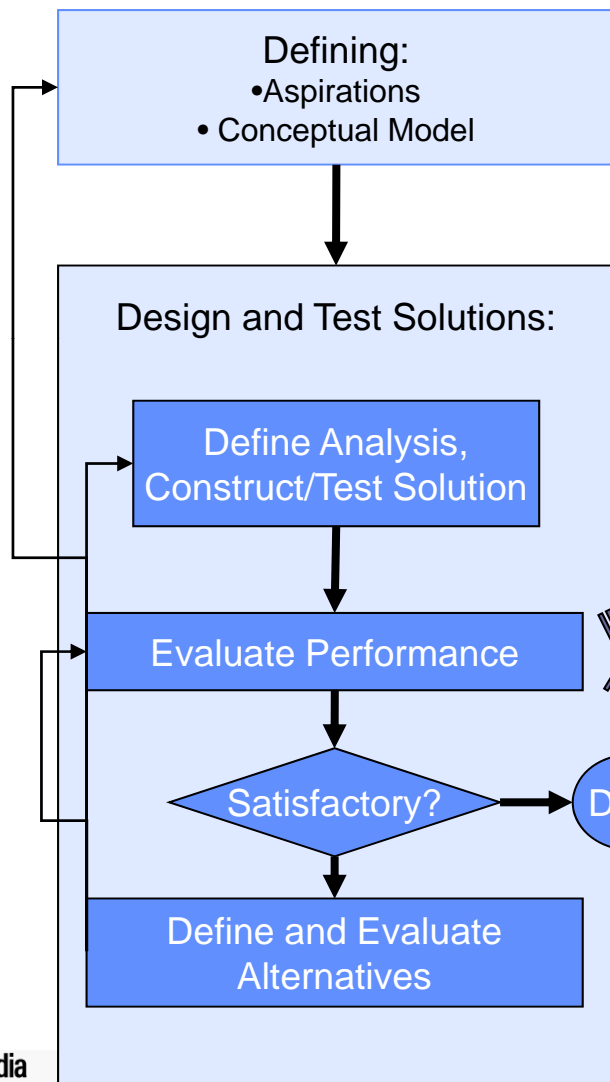 Defining:
•Aspirations
• Conceptual Model
Design and Test Solutions:
Define Analysis,
Construct/Test Solution
Evaluate Performance
Satisfactory?
D
Define and Evaluate
Alternatives
dia